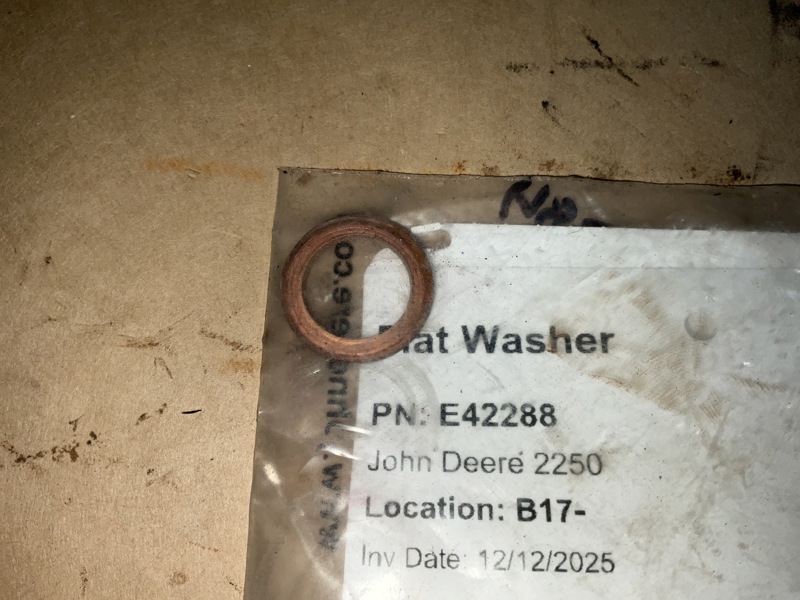 Flat Washer
PN: E42288
John Deere 2250
Location: B17-
Inv Date: 12/12/2025